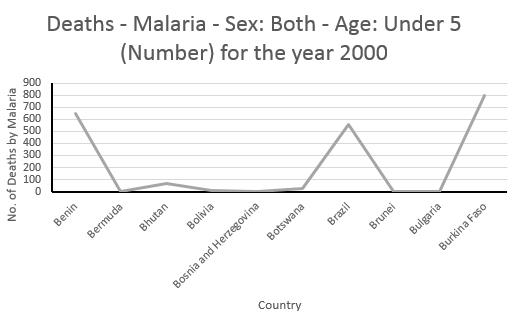 Deaths - Malaria - Sex: Both - Age: Under 5
(Number) for the year 2000
No. of Deaths by Malaria
900
800
700
600
500
400
300
200
100
0
Benin
Bermuda
Bhutan
Bolivia
Bosnia and Herzegovina
Botswana
Brazil
Brunei
Bulgaria
Burkina Faso
Country